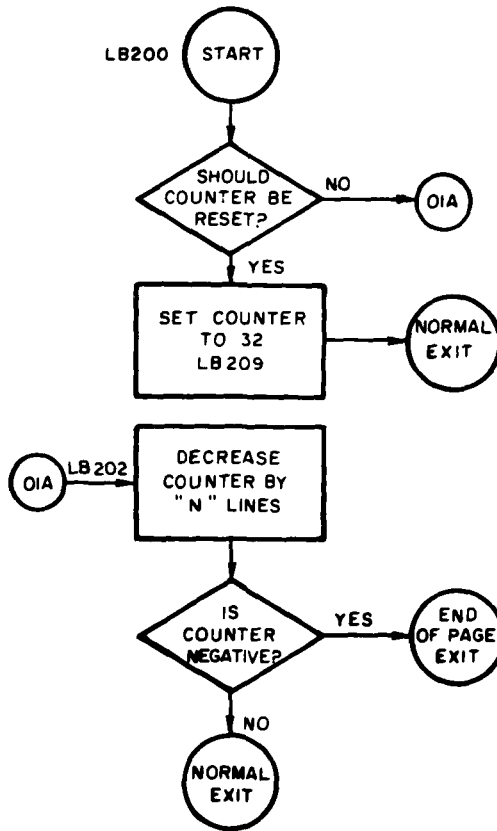 LB200
START
SHOULD
COUNTER BE
RESET?
NO
01A
YES
SET COUNTER
TO 32
LB209
NORMAL
EXIT
01A
LB202
DECREASE
COUNTER BY
"N" LINES
IS
COUNTER
NEGATIVE?
YES
END
OF PAGE
EXIT
NO
NORMAL
EXIT